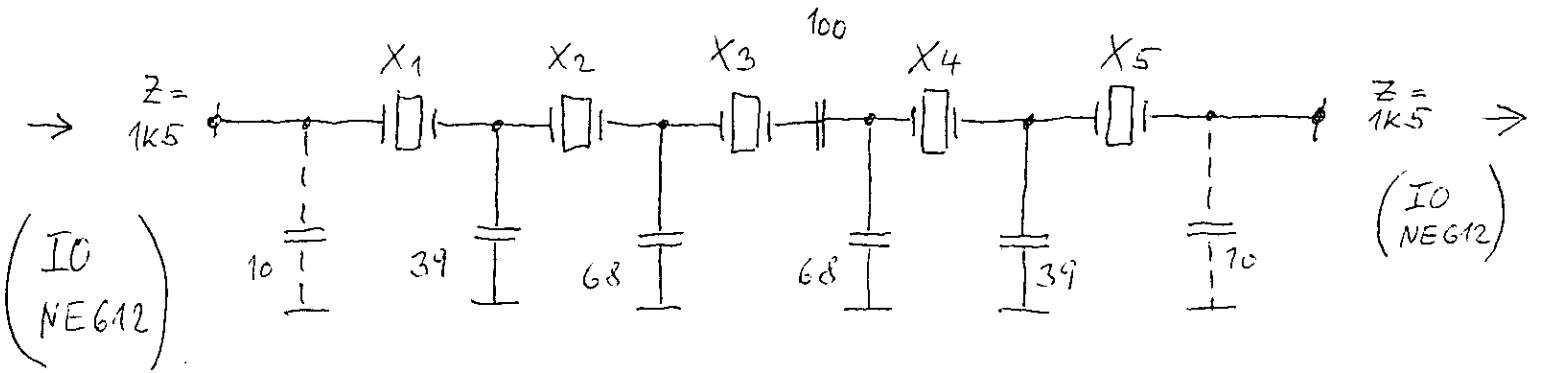 100
X1
X2
X3
X4
X5
Z=
1K5
Z=
1K5
(IO
NE612)
10
39
68
68
39
10
(IO
NE612)